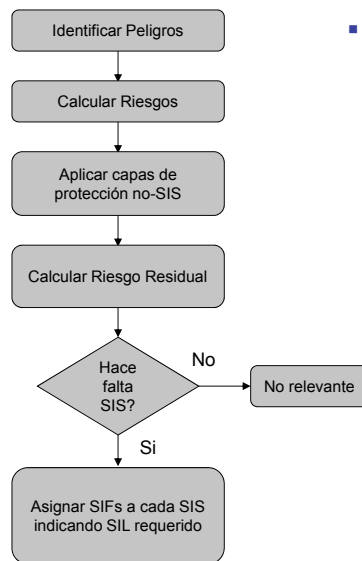 Identificar Peligros
Calcular Riesgos
Aplicar capas de
protección no-SIS
Calcular Riesgo Residual
Hace
falta
SIS?
No
No relevante
Si
Asignar SIFs a cada SIS
indicando SIL requerido